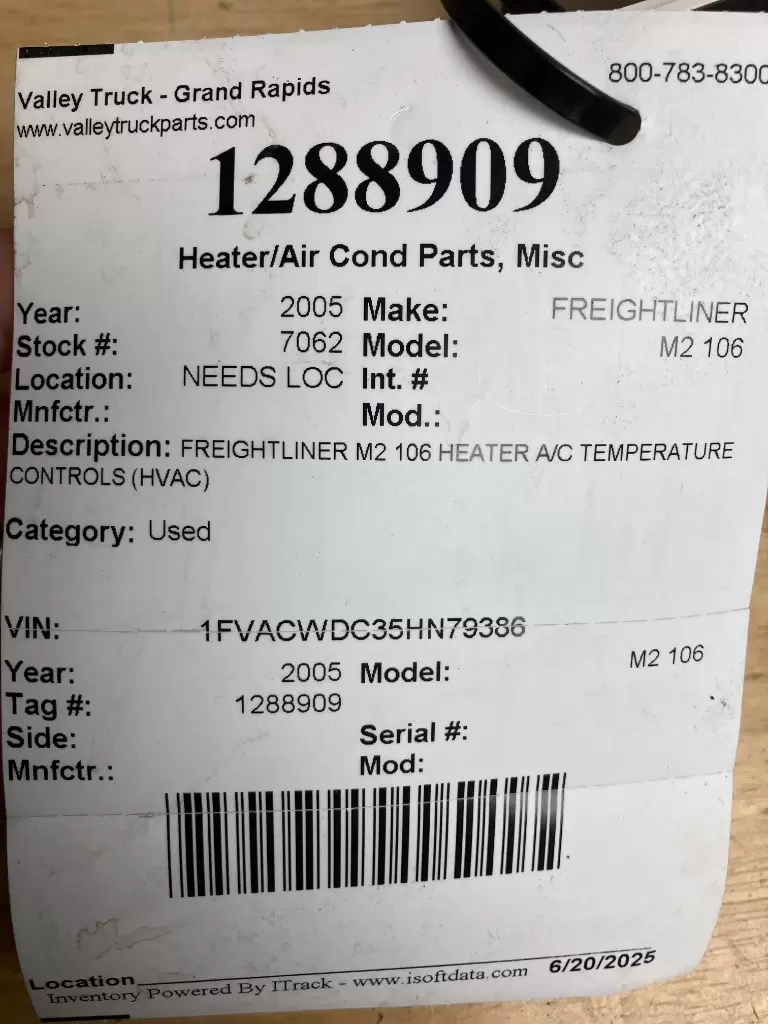 Valley Truck - Grand Rapids 800-783-8300
www.valleytruckparts.com
1288909
Heater/Air Cond Parts, Misc
Year: 2005 Make: FREIGHTLINER
Stock #: 7062 Model: M2 106
Location: NEEDS LOC Int. #
Mnfctr.: Mod.:
Description: FREIGHTLINER M2 106 HEATER A/C TEMPERATURE
CONTROLS (HVAC)
Category: Used
VIN: 1FVACWDC35HN79386
Year: 2005 Model: M2 106
Tag #: 1288909
Side: Serial #:
Mnfctr.: Mod:
Location
Inventory Powered By ITrack - www.isoftdata.com 6/20/2025